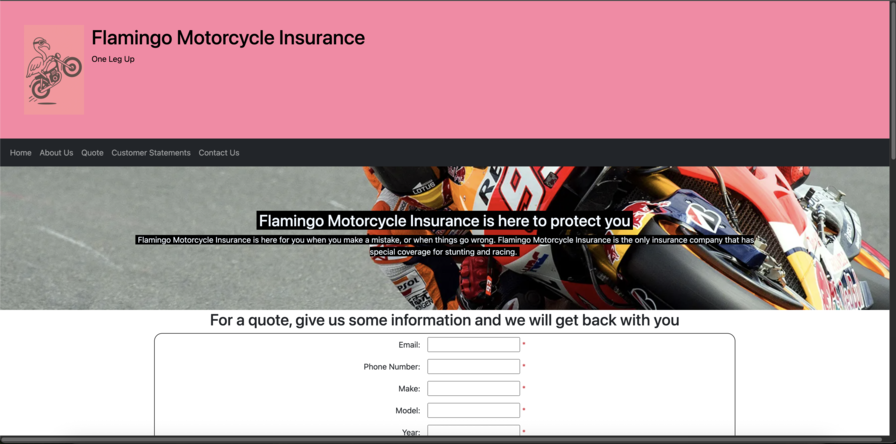 Flamingo Motorcycle Insurance
One Leg Up
Home About Us Quote Customer Statements Contact Us
LOTUS
RE
93
Flamingo Motorcycle Insurance is here to protect you
Flamingo Motorcycle Insurance is here for you when you make a mistake, or when things go wrong. Flamingo Motorcycle Insurance is the only insurance company that has
special coverage for stunting and racing.
For a quote, give us some information and we will get back with you
Email: *
Phone Number: *
Make: *
Model: *
Year: *